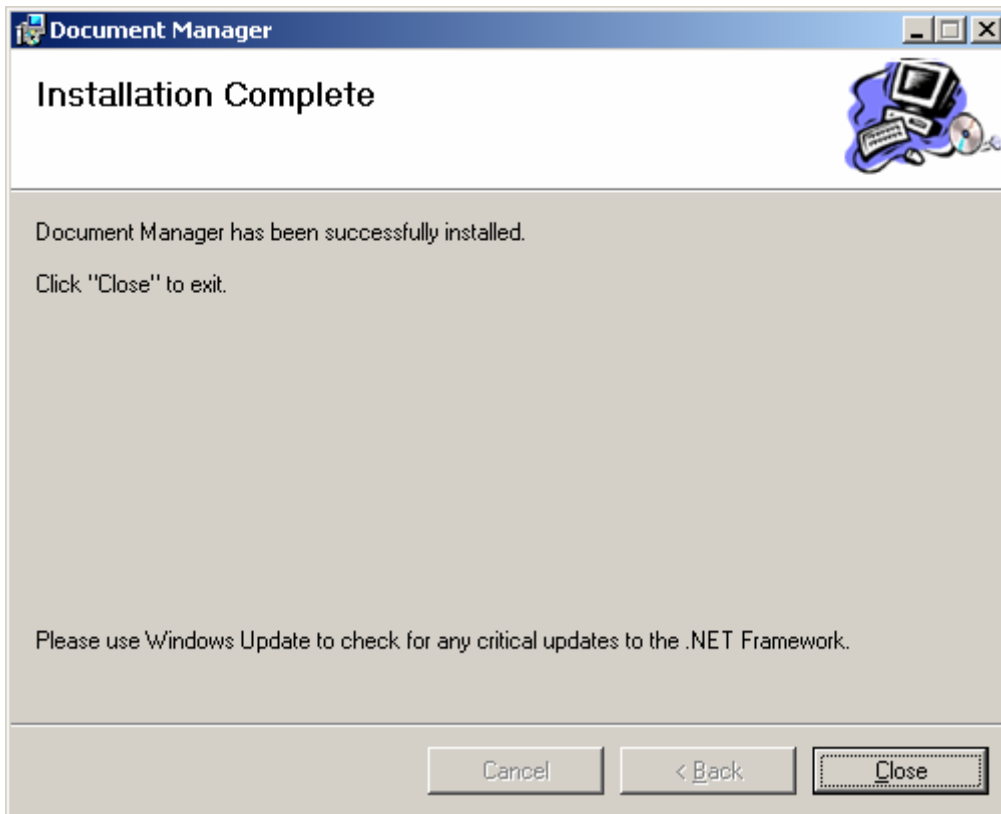 Document Manager
Installation Complete
Document Manager has been successfully installed.
Click "Close" to exit.
Please use Windows Update to check for any critical updates to the .NET Framework.
Cancel
< Back
Close